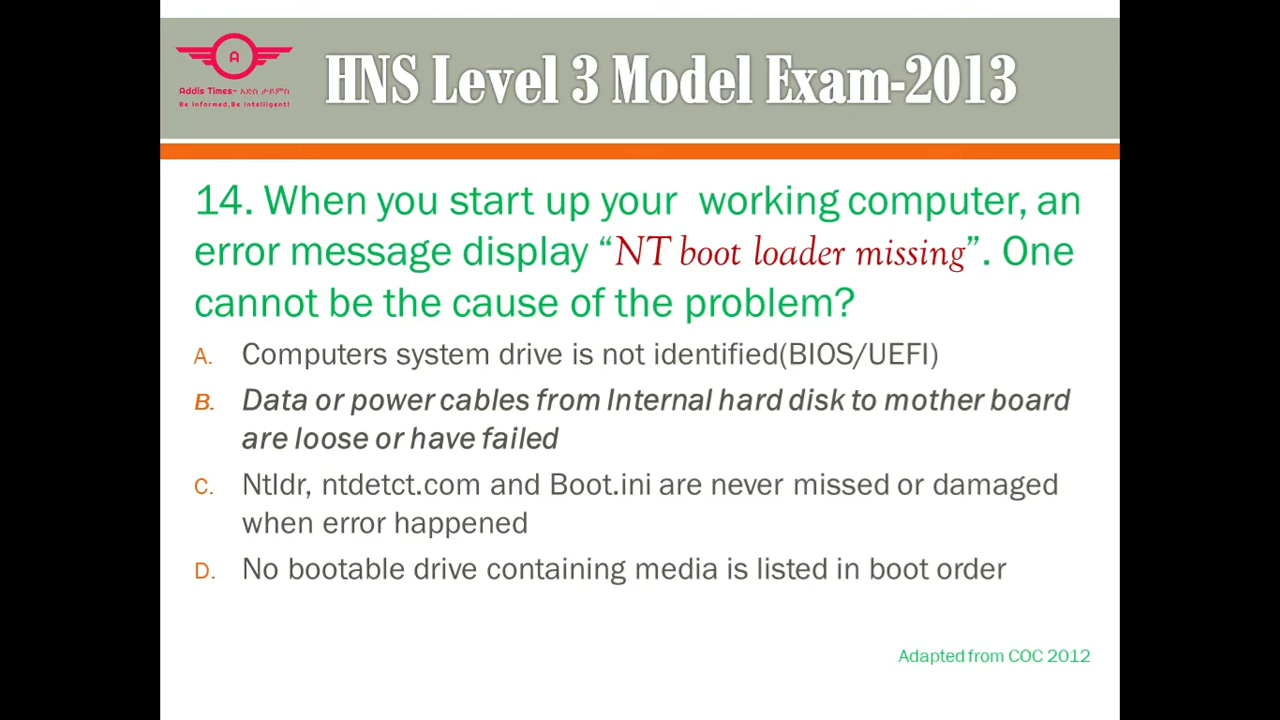 A
Addis Times- አድስ ታይምስ
Be informed,Be intelligent!
HNS Level 3 Model Exam-2013
14. When you start up your working computer, an
error message display “NT boot loader missing”. One
cannot be the cause of the problem?
A. Computers system drive is not identified(BIOS/UEFI)
B. Data or power cables from Internal hard disk to mother board
are loose or have failed
C. Ntldr, ntdetct.com and Boot.ini are never missed or damaged
when error happened
D. No bootable drive containing media is listed in boot order
Adapted from COC 2012